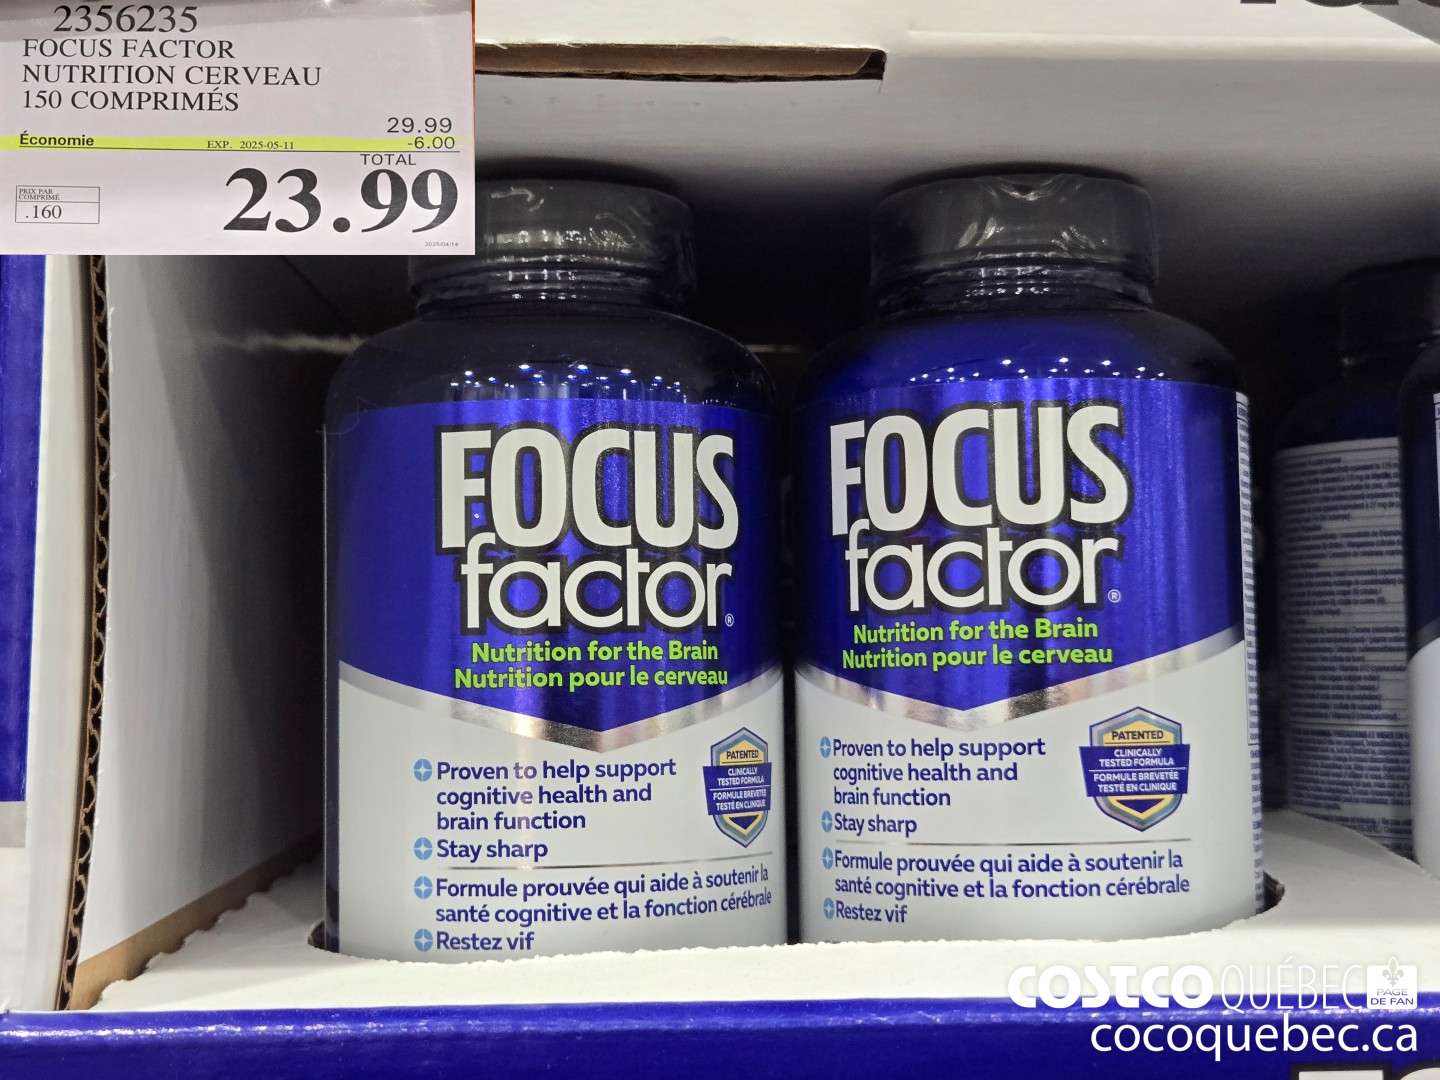 2356235
FOCUS FACTOR
NUTRITION CERVEAU
150 COMPRIMÉS
29.99
Économie EXP. 2025-05-11 -6.00
TOTAL
PRIX PAR
COMPRIMÉ
.160
23.99
2025/04/14
FOCUS
factor®
Nutrition for the Brain
Nutrition pour le cerveau
PATENTED
CLINICALLY
TESTED FORMULA
FORMULE BREVETÉE
TESTÉ EN CLINIQUE
Proven to help support
cognitive health and
brain function
Stay sharp
Formule prouvée qui aide à soutenir la
santé cognitive et la fonction cérébrale
Restez vif
FOCUS
factor®
Nutrition for the Brain
Nutrition pour le cerveau
PATENTED
CLINICALLY
TESTED FORMULA
FORMULE BREVETÉE
TESTÉ EN CLINIQUE
Proven to help support
cognitive health and
brain function
Stay sharp
Formule prouvée qui aide à soutenir la
santé cognitive et la fonction cérébrale
Restez vif
COSTCO QUÉBEC PAGE
DE FAN
cocoquebec.ca